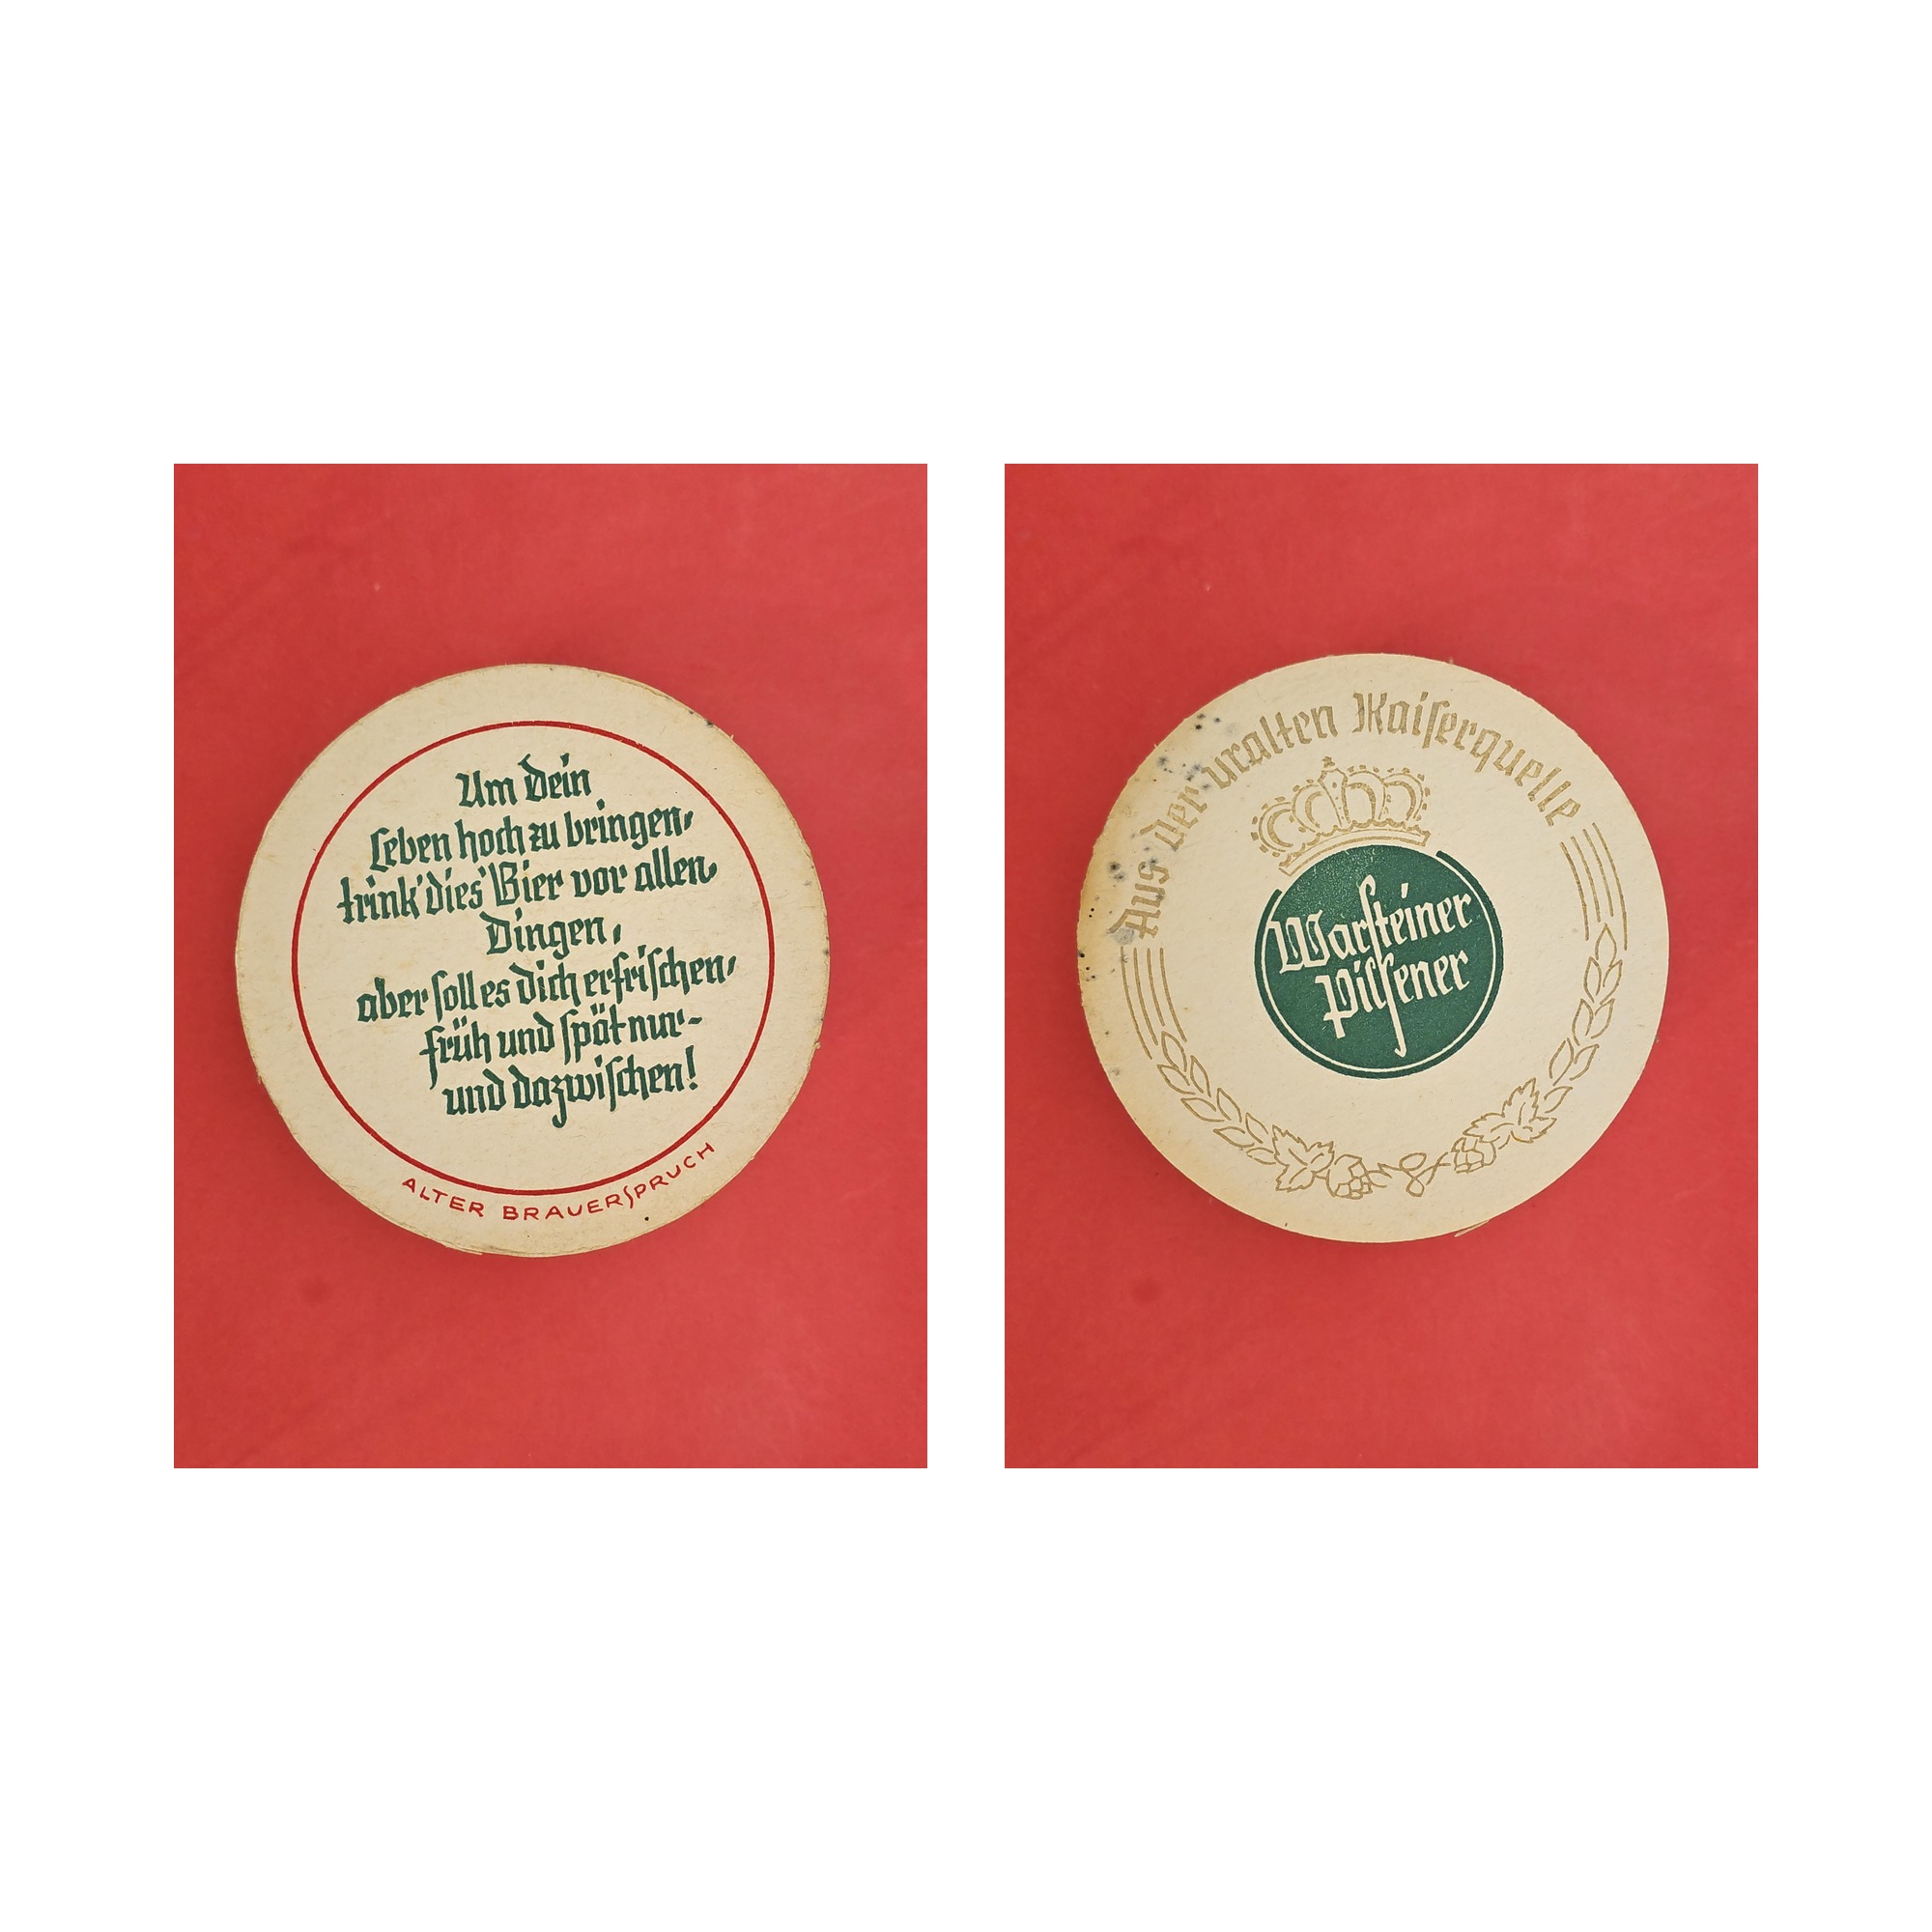 Um Dein
Leben hoch zu bringen,
trink' dies' Bier vor allen
Dingen,
aber soll es Dich erfrischen,
früh und spät nur-
und dazwischen!
ALTER BRAUERSPRUCH
Aus der uralten Kaiserquelle
Warsteiner
Pilsener